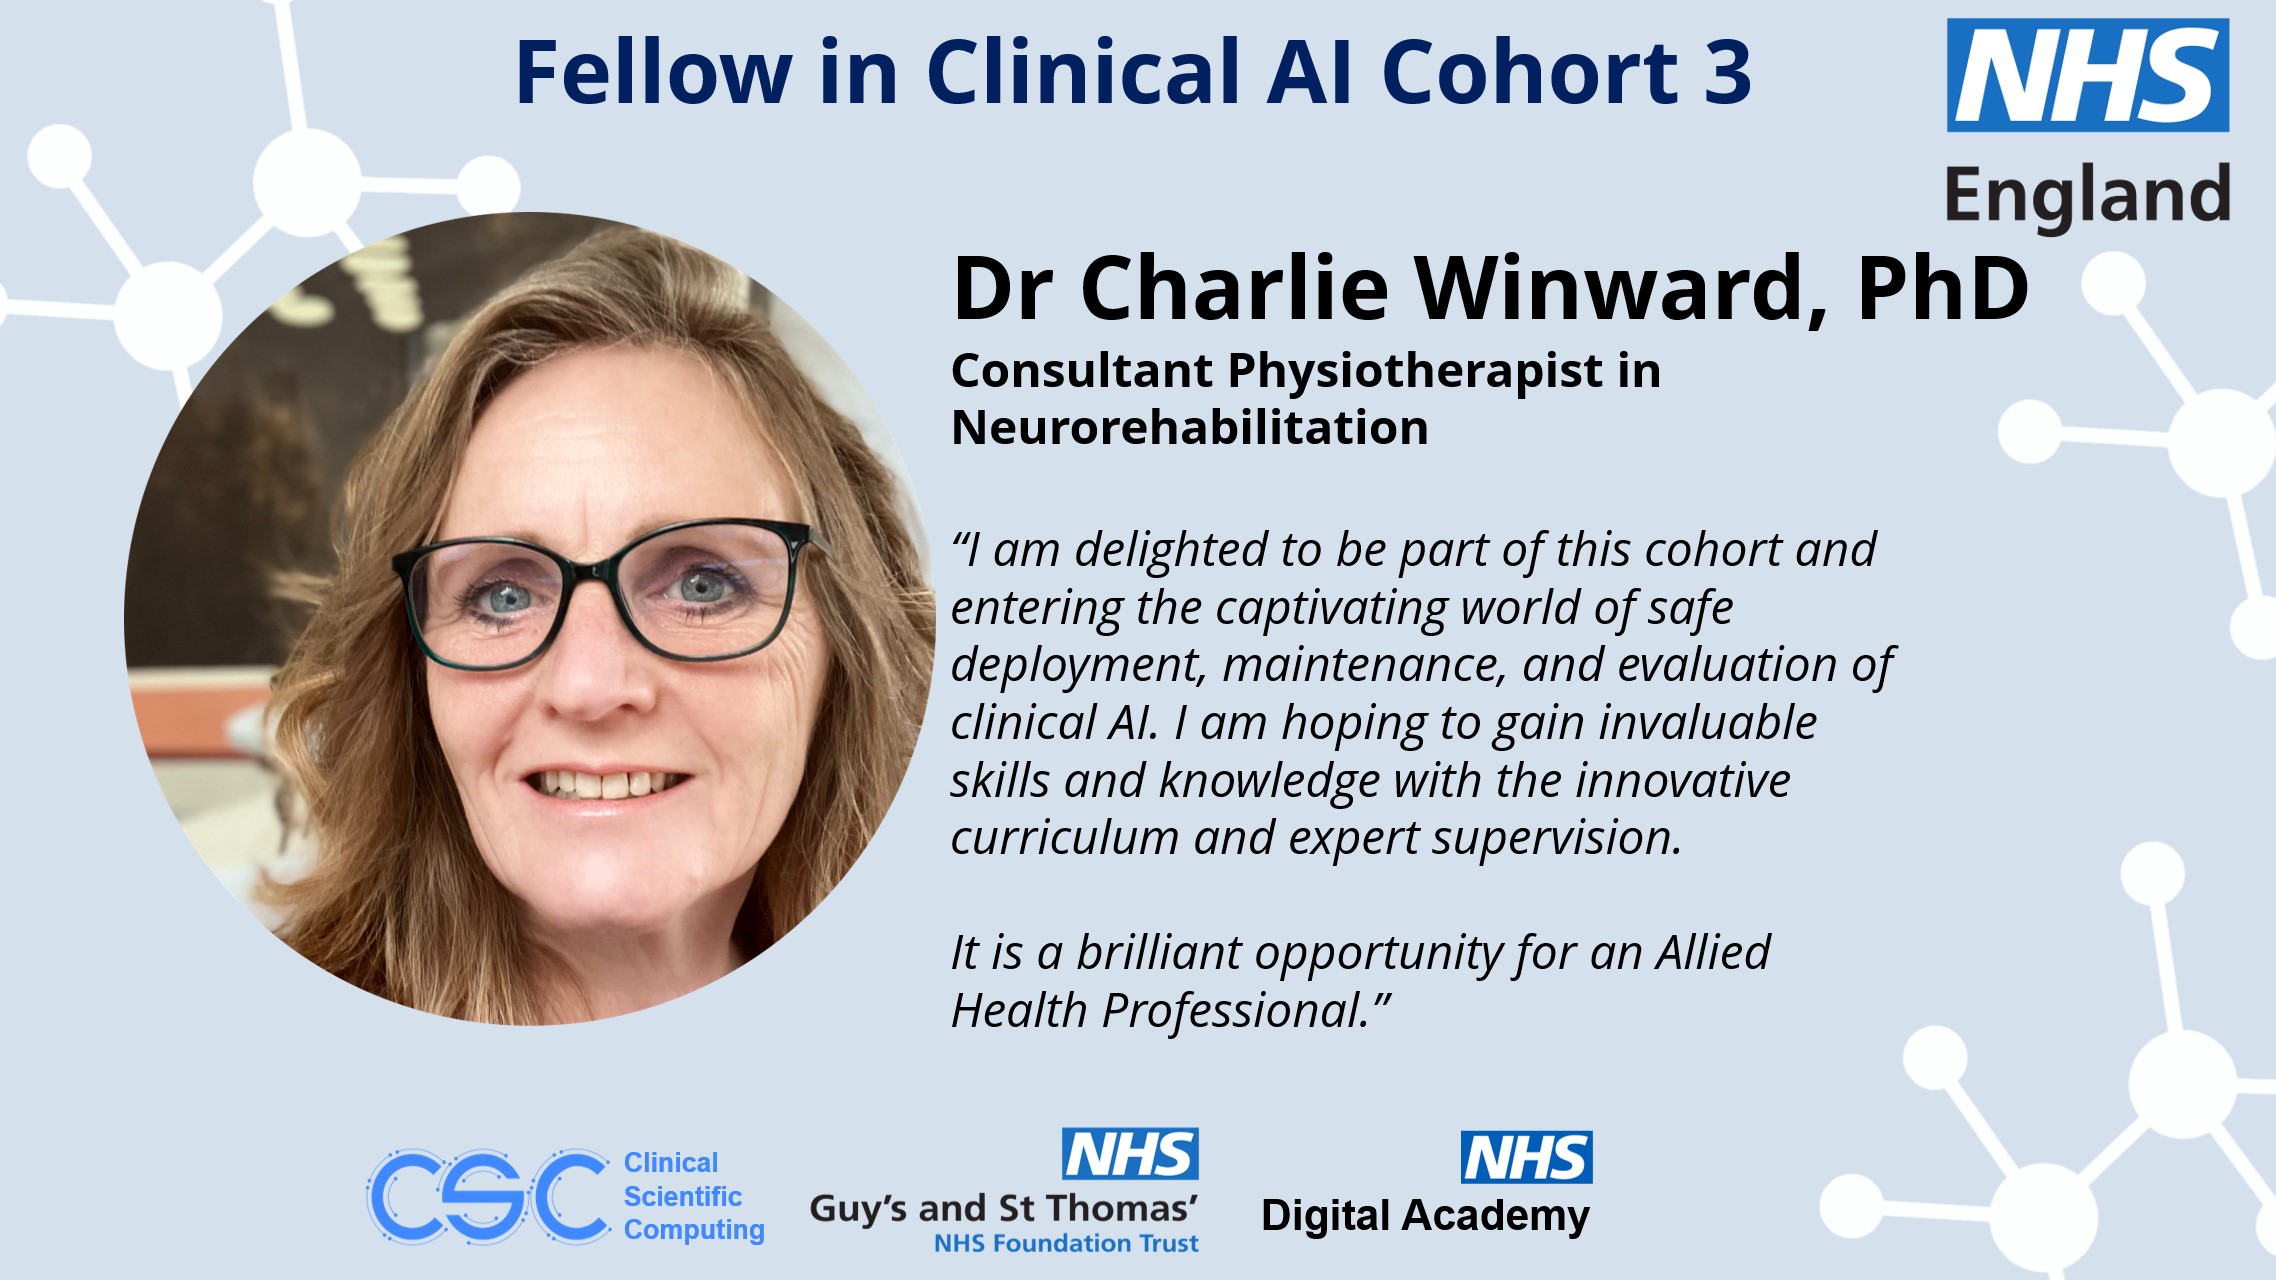 Fellow in Clinical AI Cohort 3
NHS
England
Dr Charlie Winward, PhD
Consultant Physiotherapist in
Neurorehabilitation
“I am delighted to be part of this cohort and
entering the captivating world of safe
deployment, maintenance, and evaluation of
clinical AI. I am hoping to gain invaluable
skills and knowledge with the innovative
curriculum and expert supervision.
It is a brilliant opportunity for an Allied
Health Professional.”
CSC
Clinical
Scientific
Computing
NHS
Guy’s and St Thomas’
NHS Foundation Trust
NHS
Digital Academy